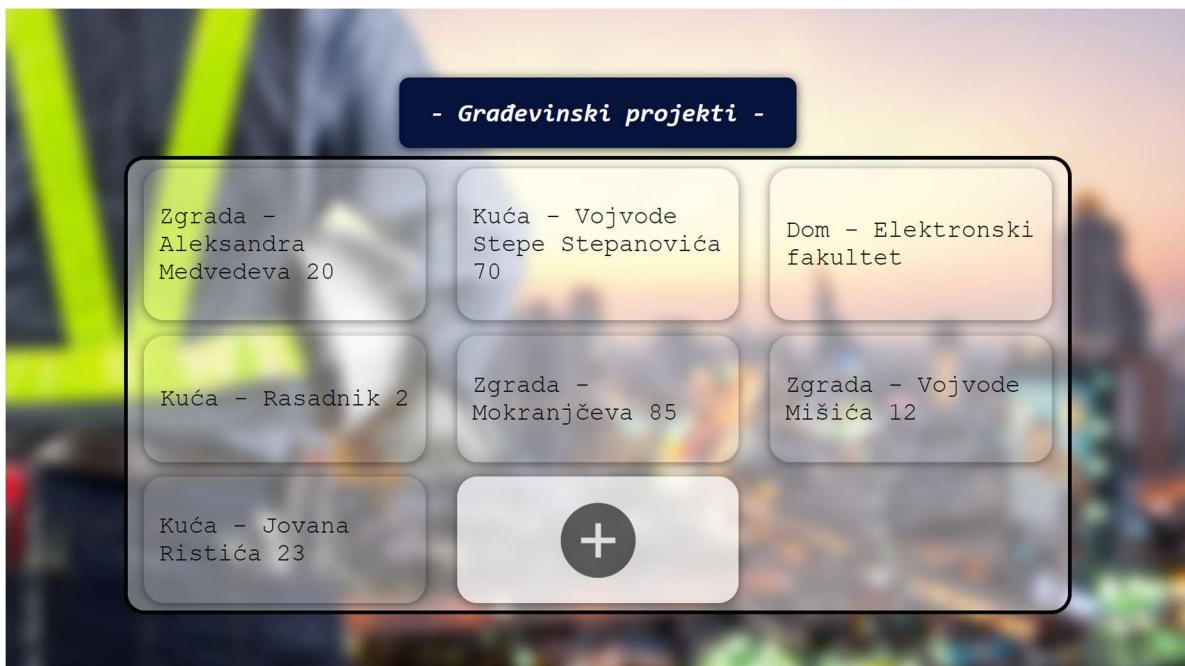 - Građevinski projekti -
Zgrada -
Aleksandra
Medvedeva 20
Kuća - Vojvode
Stepe Stepanovića
70
Dom - Elektronski
fakultet
Kuća - Rasadnik 2
Zgrada -
Mokranjčeva 85
Zgrada - Vojvode
Mišića 12
Kuća - Jovana
Ristića 23
+